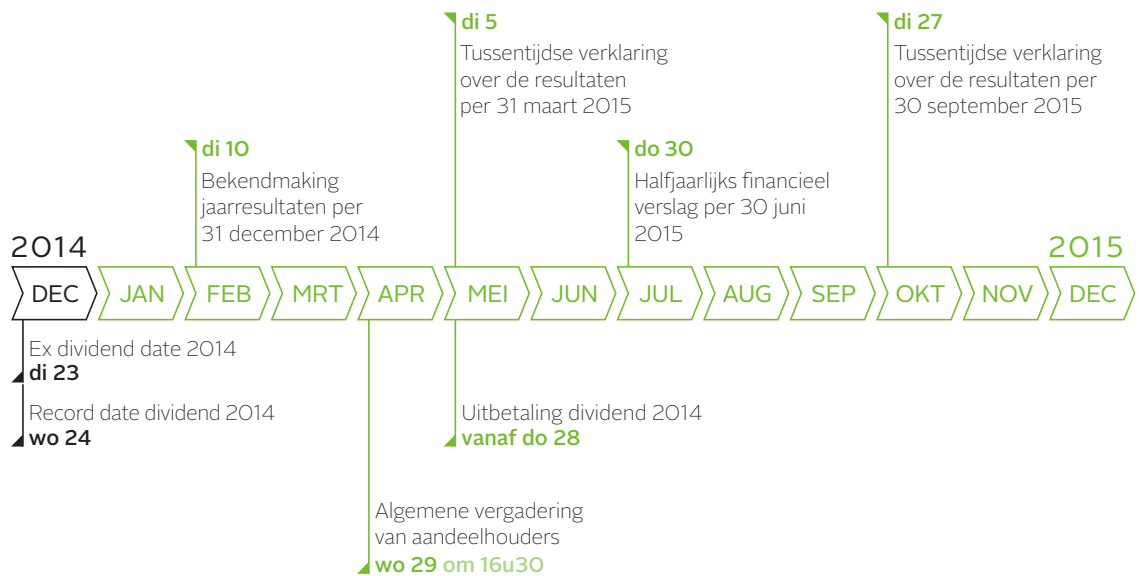 di 5
Tussentijdse verklaring
over de resultaten
per 31 maart 2015
di 27
Tussentijdse verklaring
over de resultaten per
30 september 2015
di 10
Bekendmaking
jaarresultaten per
31 december 2014
do 30
Halfjaarlijks financieel
verslag per 30 juni
2015
2014
2015
DEC JAN FEB MRT APR MEI JUN JUL AUG SEP OKT NOV DEC
Ex dividend date 2014
di 23
Record date dividend 2014
wo 24
Uitbetaling dividend 2014
vanaf do 28
Algemene vergadering
van aandeelhouders
wo 29 om 16u30